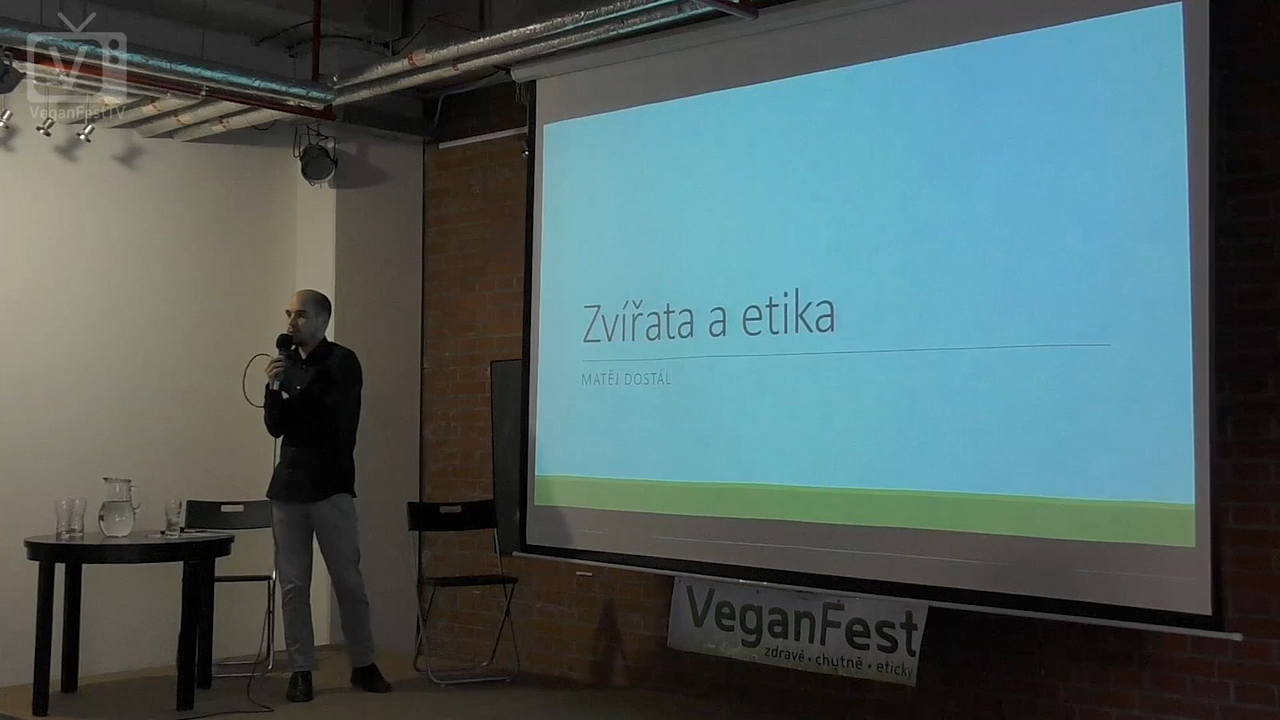 V
VeganFestTV
Zvířata a etika
MATĚJ DOSTÁL
VeganFest
zdravě • chutně • eticky